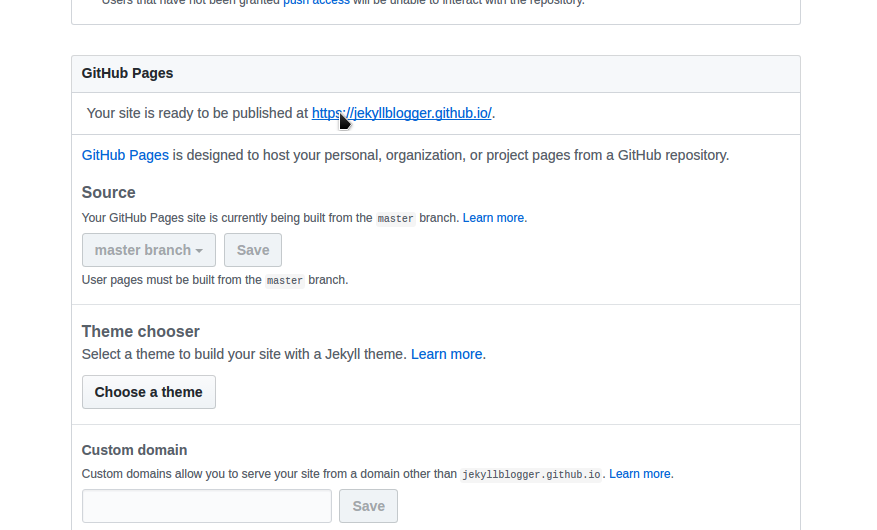 Users that have not been granted push access will be unable to interact with the repository.
GitHub Pages
Your site is ready to be published at https://jekyllblogger.github.io/.
GitHub Pages is designed to host your personal, organization, or project pages from a GitHub repository.
Source
Your GitHub Pages site is currently being built from the master branch. Learn more.
master branch Save
User pages must be built from the master branch.
Theme chooser
Select a theme to build your site with a Jekyll theme. Learn more.
Choose a theme
Custom domain
Custom domains allow you to serve your site from a domain other than jekyllblogger.github.io. Learn more.
Save